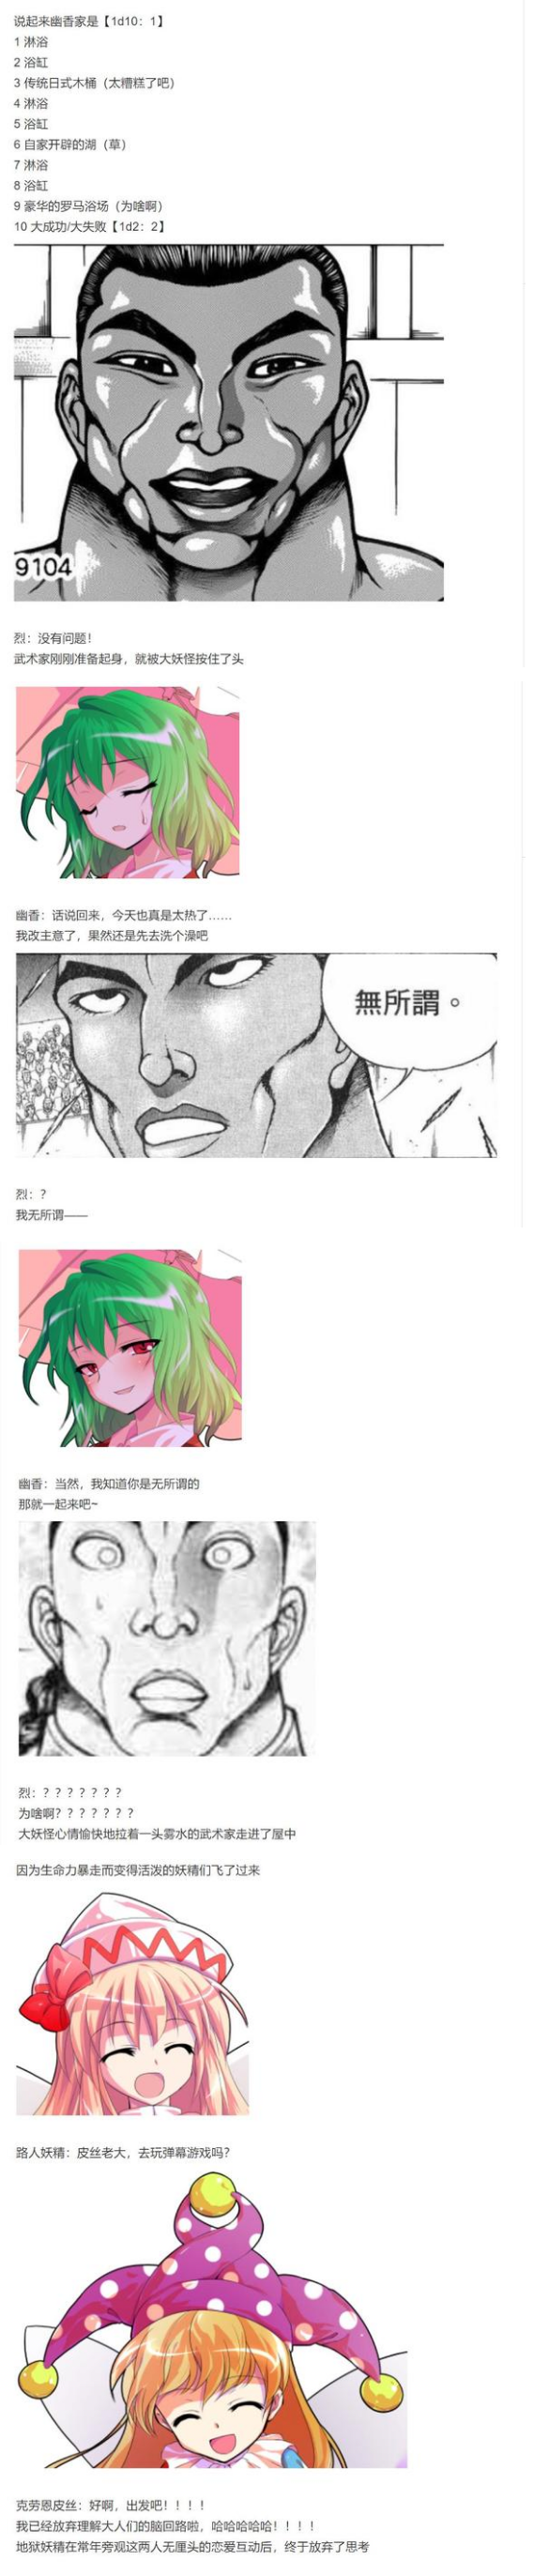 说起来幽香家是【1d10：1】
1 淋浴
2 浴缸
3 传统日式木桶（太糟糕了吧）
4 淋浴
5 浴缸
6 自家开辟的湖（草）
7 淋浴
8 浴缸
9 豪华的罗马浴场（为啥啊）
10 大成功/大失败【1d2：2】
9104
烈：没有问题！
武术家刚刚准备起身，就被大妖怪按住了头
幽香：话说回来，今天也真是太热了……
我改主意了，果然还是先去洗个澡吧
無所謂。
烈：？
我无所谓——
幽香：当然，我知道你是无所谓的
那就一起来吧~
烈：？？？？？？？
为啥啊？？？？？？？
大妖怪心情愉快地拉着一头雾水的武术家走进了屋中
因为生命力暴走而变得活泼的妖精们飞了过来
路人妖精：皮丝老大，去玩弹幕游戏吗？
克劳恩皮丝：好啊，出发吧！！！！
我已经放弃理解大人们的脑回路啦，哈哈哈哈哈！！！！
地狱妖精在常年旁观这两人无厘头的恋爱互动后，终于放弃了思考